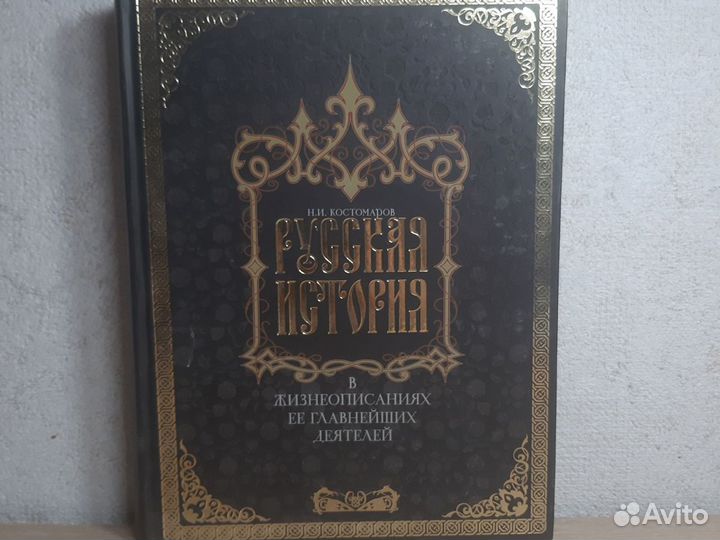 Н.И. КОСТОМАРОВ
РУССКАЯ
ИСТОРИЯ
В
ЖИЗНЕОПИСАНИЯХ
ЕЕ ГЛАВНЕЙШИХ
ДЕЯТЕЛЕЙ
Avito